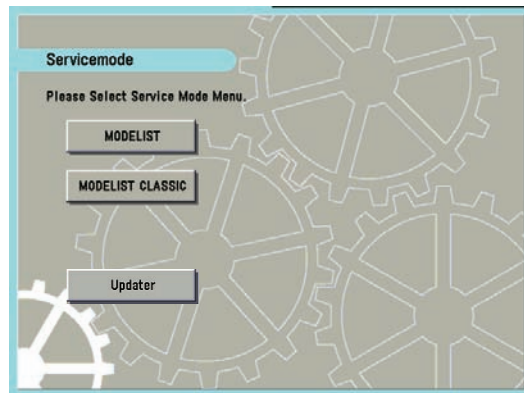 Servicemode
Please Select Service Mode Menu.
MODELIST
MODELIST CLASSIC
Updater